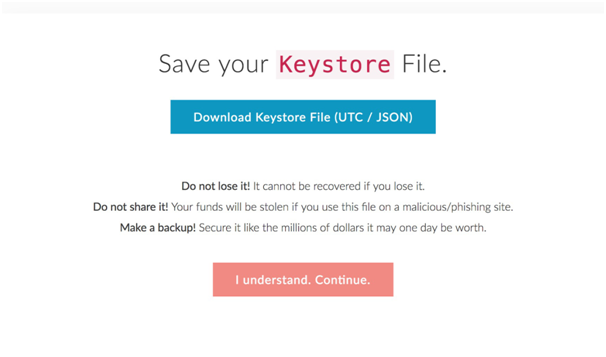 Save your Keystore File.
Download Keystore File (UTC / JSON)
Do not lose it! It cannot be recovered if you lose it.
Do not share it! Your funds will be stolen if you use this file on a malicious/phishing site.
Make a backup! Secure it like the millions of dollars it may one day be worth.
I understand. Continue.